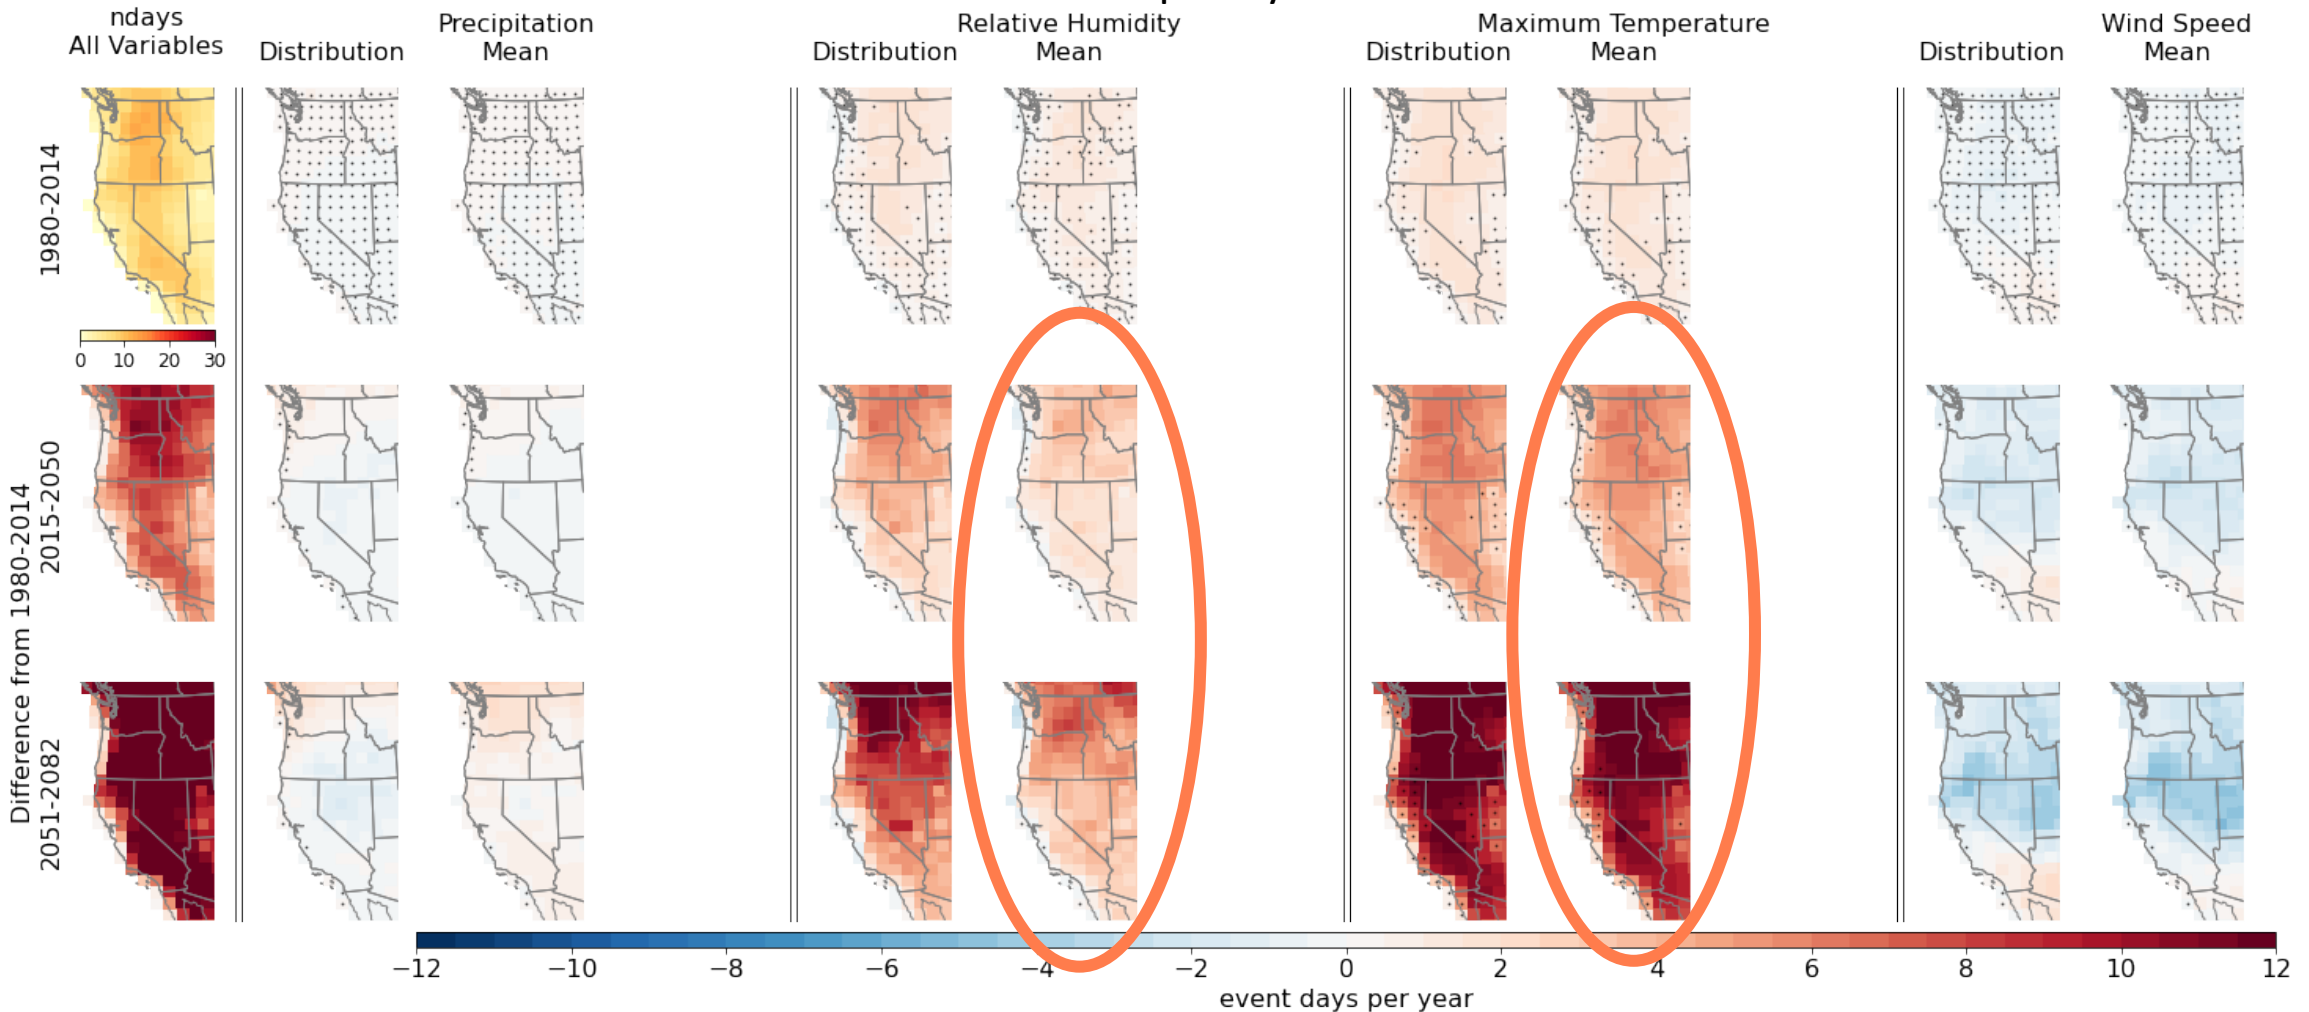 ndays
All Variables
Precipitation
Distribution Mean
Relative Humidity
Distribution Mean
Maximum Temperature
Distribution Mean
Wind Speed
Distribution Mean
1980-2014
0 10 20 30
Difference from 1980-2014
2015-2050
2051-2082
−12 −10 −8 −6 −4 −2 0 2 4 6 8 10 12
event days per year